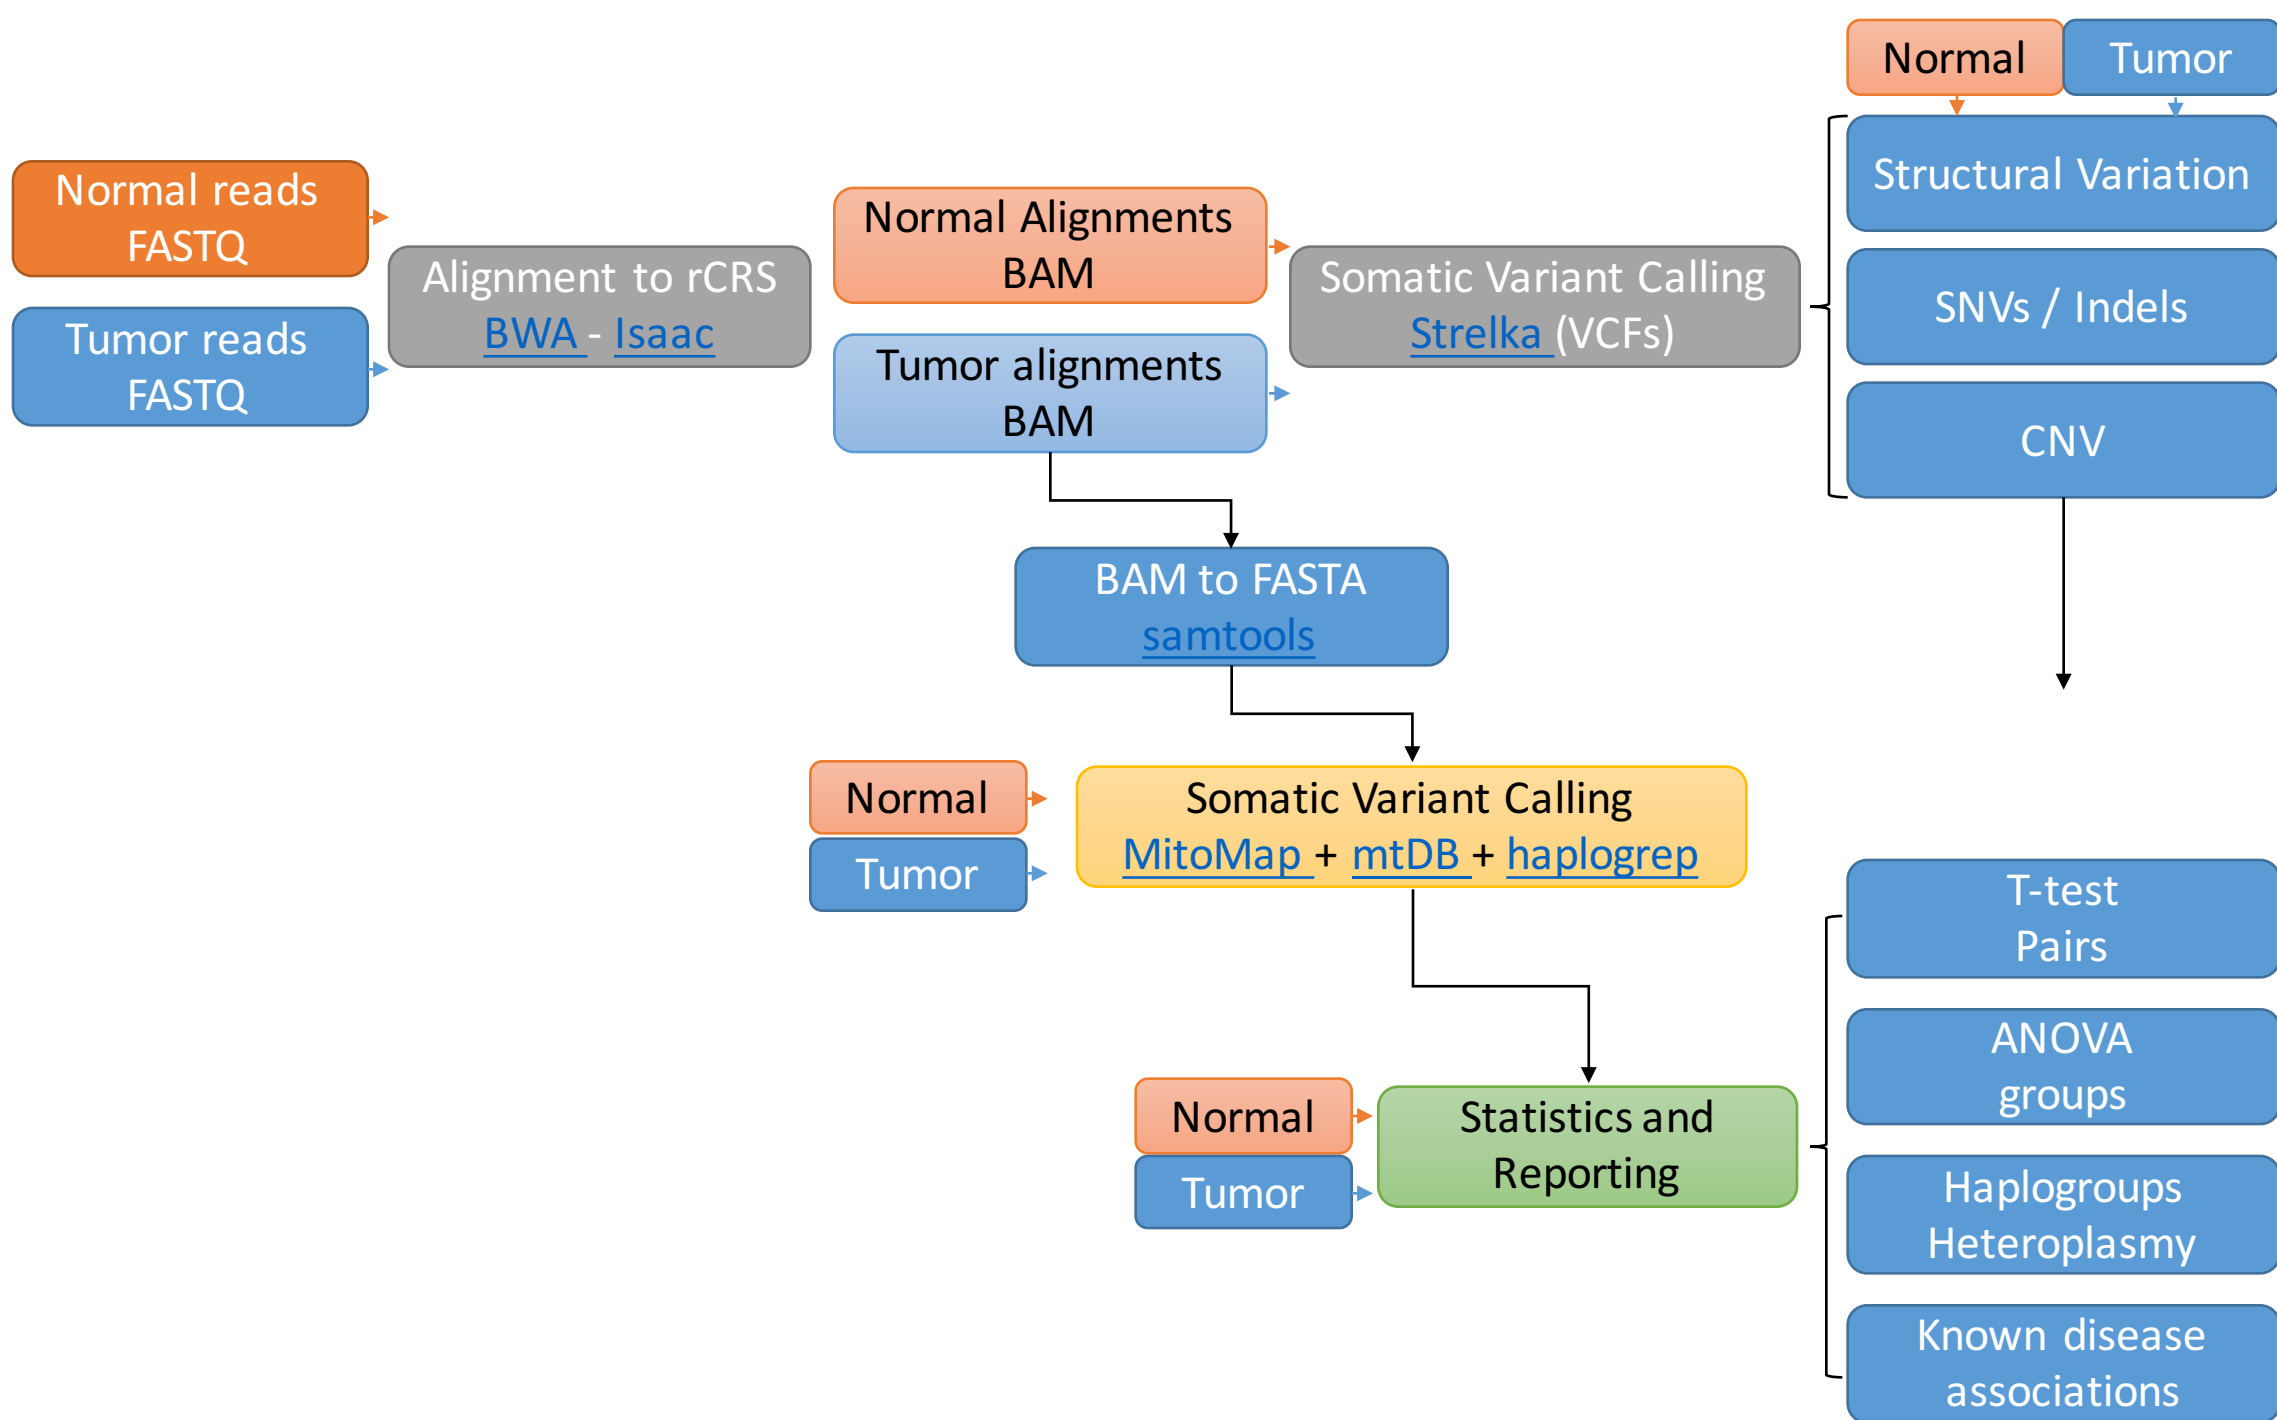 Normal Tumor
Structural Variation
SNVs / Indels
CNV
Normal reads
FASTQ
Tumor reads
FASTQ
Alignment to rCRS
BWA - Isaac
Normal Alignments
BAM
Tumor alignments
BAM
Somatic Variant Calling
Strelka (VCFs)
BAM to FASTA
samtools
Normal
Tumor
Somatic Variant Calling
MitoMap + mtDB + haplogrep
Normal
Tumor
Statistics and
Reporting
T-test
Pairs
ANOVA
groups
Haplogroups
Heteroplasmy
Known disease
associations